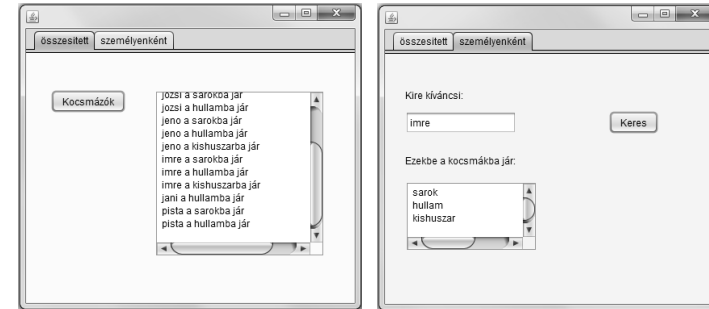 összesített személyenként
Kocsmázók
jozsi a sarokba jár
jozsi a hullamba jár
jeno a sarokba jár
jeno a hullamba jár
jeno a kishuszarba jár
imre a sarokba jár
imre a hullamba jár
imre a kishuszarba jár
jani a hullamba jár
pista a sarokba jár
pista a hullamba jár
összesített személyenként
Kire kíváncsi:
imre
Keres
Ezekbe a kocsmákba jár:
sarok
hullam
kishuszar